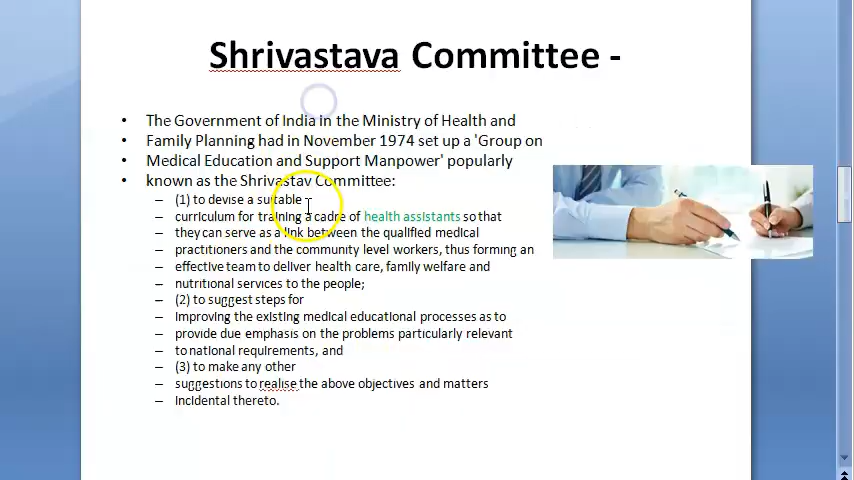 Shrivastava Committee -
• The Government of India in the Ministry of Health and
• Family Planning had in November 1974 set up a 'Group on
• Medical Education and Support Manpower' popularly
• known as the Shrivastav Committee:
– (1) to devise a suitable
– curriculum for training a cadre of health assistants so that
– they can serve as a link between the qualified medical
– practitioners and the community level workers, thus forming an
– effective team to deliver health care, family welfare and
– nutritional services to the people;
– (2) to suggest steps for
– improving the existing medical educational processes as to
– provide due emphasis on the problems particularly relevant
– to national requirements, and
– (3) to make any other
– suggestions to realise the above objectives and matters
– incidental thereto.